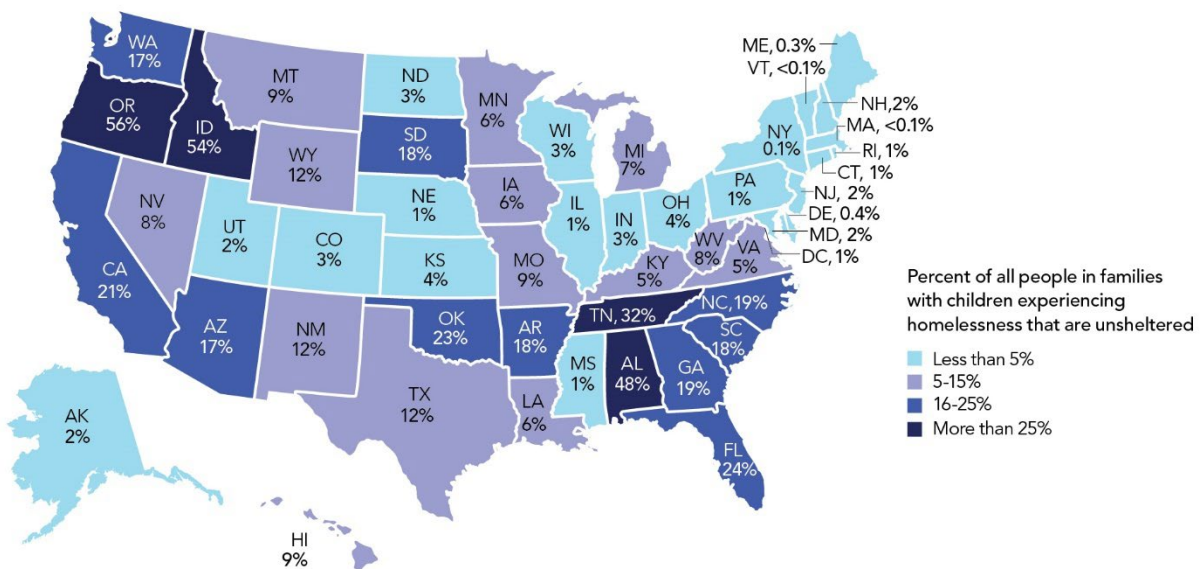 WA
17%
OR
56%
ID
54%
MT
9%
ND
3%
MN
6%
WI
3%
MI
7%
SD
18%
WY
12%
NV
8%
UT
2%
CO
3%
NE
1%
IA
6%
IL
1%
IN
3%
OH
4%
PA
1%
NY
0.1%
ME, 0.3%
VT, <0.1%
NH,2%
MA, <0.1%
RI, 1%
CT, 1%
NJ, 2%
DE, 0.4%
MD, 2%
DC, 1%
CA
21%
AZ
17%
NM
12%
KS
4%
MO
9%
KY
5%
WV
8%
VA
5%
OK
23%
AR
18%
TN, 32%
NC, 19%
SC
18%
TX
12%
LA
6%
MS
1%
AL
48%
GA
19%
FL
24%
AK
2%
HI
9%
Percent of all people in families
with children experiencing
homelessness that are unsheltered
Less than 5%
5-15%
16-25%
More than 25%